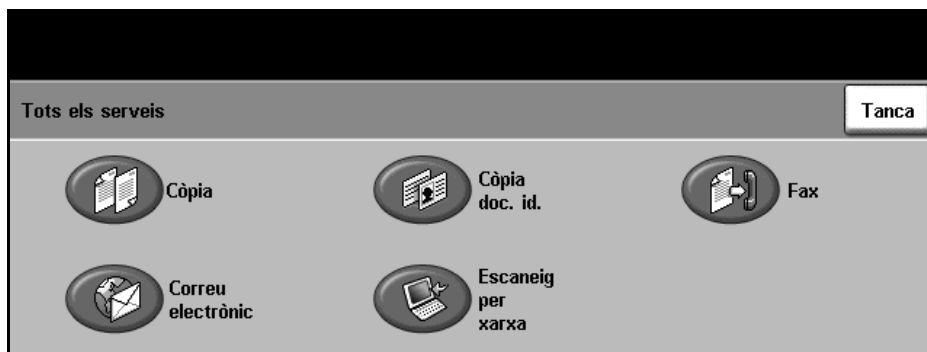 Tots els serveis
Tanca
Còpia
Còpia
doc. id.
Fax
Correu
electrònic
Escaneig
per
xarxa